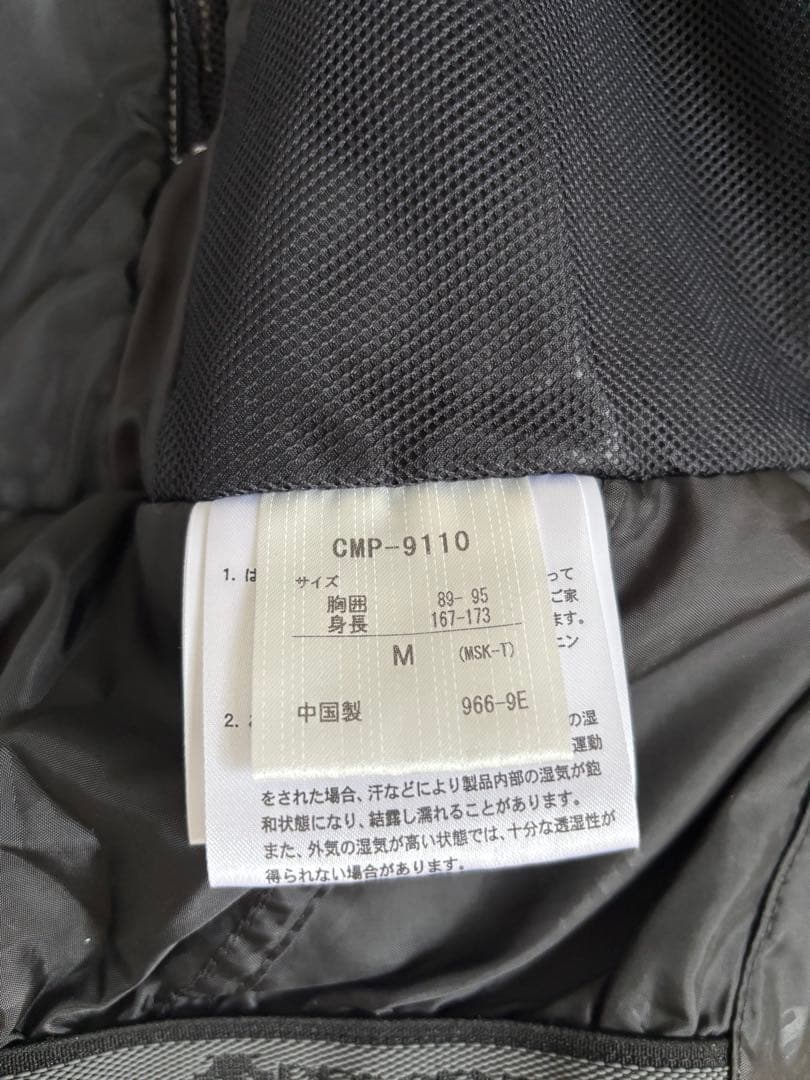 CMP-9110
サイズ
胸囲 89- 95
身長 167-173
M (MSK-T)
中国製 966-9E
1. は
って
ご家
ます。
ニン
2.
の湿
運動
をされた場合、汗などにより製品内部の湿気が飽
和状態になり、結露し濡れることがあります。
また、外気の湿気が高い状態では、十分な透湿性が
得られない場合があります。